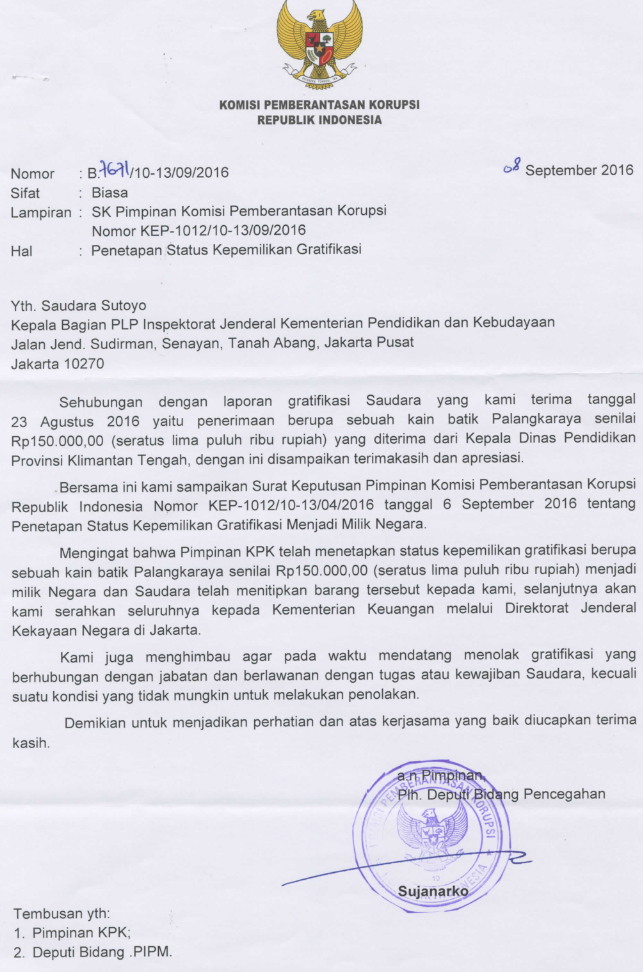 KOMISI PEMBERANTASAN KORUPSI
REPUBLIK INDONESIA
Nomor : B.7671/10-13/09/2016 08 September 2016
Sifat : Biasa
Lampiran : SK Pimpinan Komisi Pemberantasan Korupsi
Nomor KEP-1012/10-13/09/2016
Hal : Penetapan Status Kepemilikan Gratifikasi
Yth. Saudara Sutoyo
Kepala Bagian PLP Inspektorat Jenderal Kementerian Pendidikan dan Kebudayaan
Jalan Jend. Sudirman, Senayan, Tanah Abang, Jakarta Pusat
Jakarta 10270
Sehubungan dengan laporan gratifikasi Saudara yang kami terima tanggal
23 Agustus 2016 yaitu penerimaan berupa sebuah kain batik Palangkaraya senilai
Rp150.000,00 (seratus lima puluh ribu rupiah) yang diterima dari Kepala Dinas Pendidikan
Provinsi Klimantan Tengah, dengan ini disampaikan terimakasih dan apresiasi.
Bersama ini kami sampaikan Surat Keputusan Pimpinan Komisi Pemberantasan Korupsi
Republik Indonesia Nomor KEP-1012/10-13/04/2016 tanggal 6 September 2016 tentang
Penetapan Status Kepemilikan Gratifikasi Menjadi Milik Negara.
Mengingat bahwa Pimpinan KPK telah menetapkan status kepemilikan gratifikasi berupa
sebuah kain batik Palangkaraya senilai Rp150.000,00 (seratus lima puluh ribu rupiah) menjadi
milik Negara dan Saudara telah menitipkan barang tersebut kepada kami, selanjutnya akan
kami serahkan seluruhnya kepada Kementerian Keuangan melalui Direktorat Jenderal
Kekayaan Negara di Jakarta.
Kami juga menghimbau agar pada waktu mendatang menolak gratifikasi yang
berhubungan dengan jabatan dan berlawanan dengan tugas atau kewajiban Saudara, kecuali
suatu kondisi yang tidak mungkin untuk melakukan penolakan.
Demikian untuk menjadikan perhatian dan atas kerjasama yang baik diucapkan terima
kasih.
a.n Pimpinan,
Plh. Deputi Bidang Pencegahan
PEMBERANTASAN KORUPSI
Sujanarko
Tembusan yth:
1. Pimpinan KPK;
2. Deputi Bidang .PIPM.